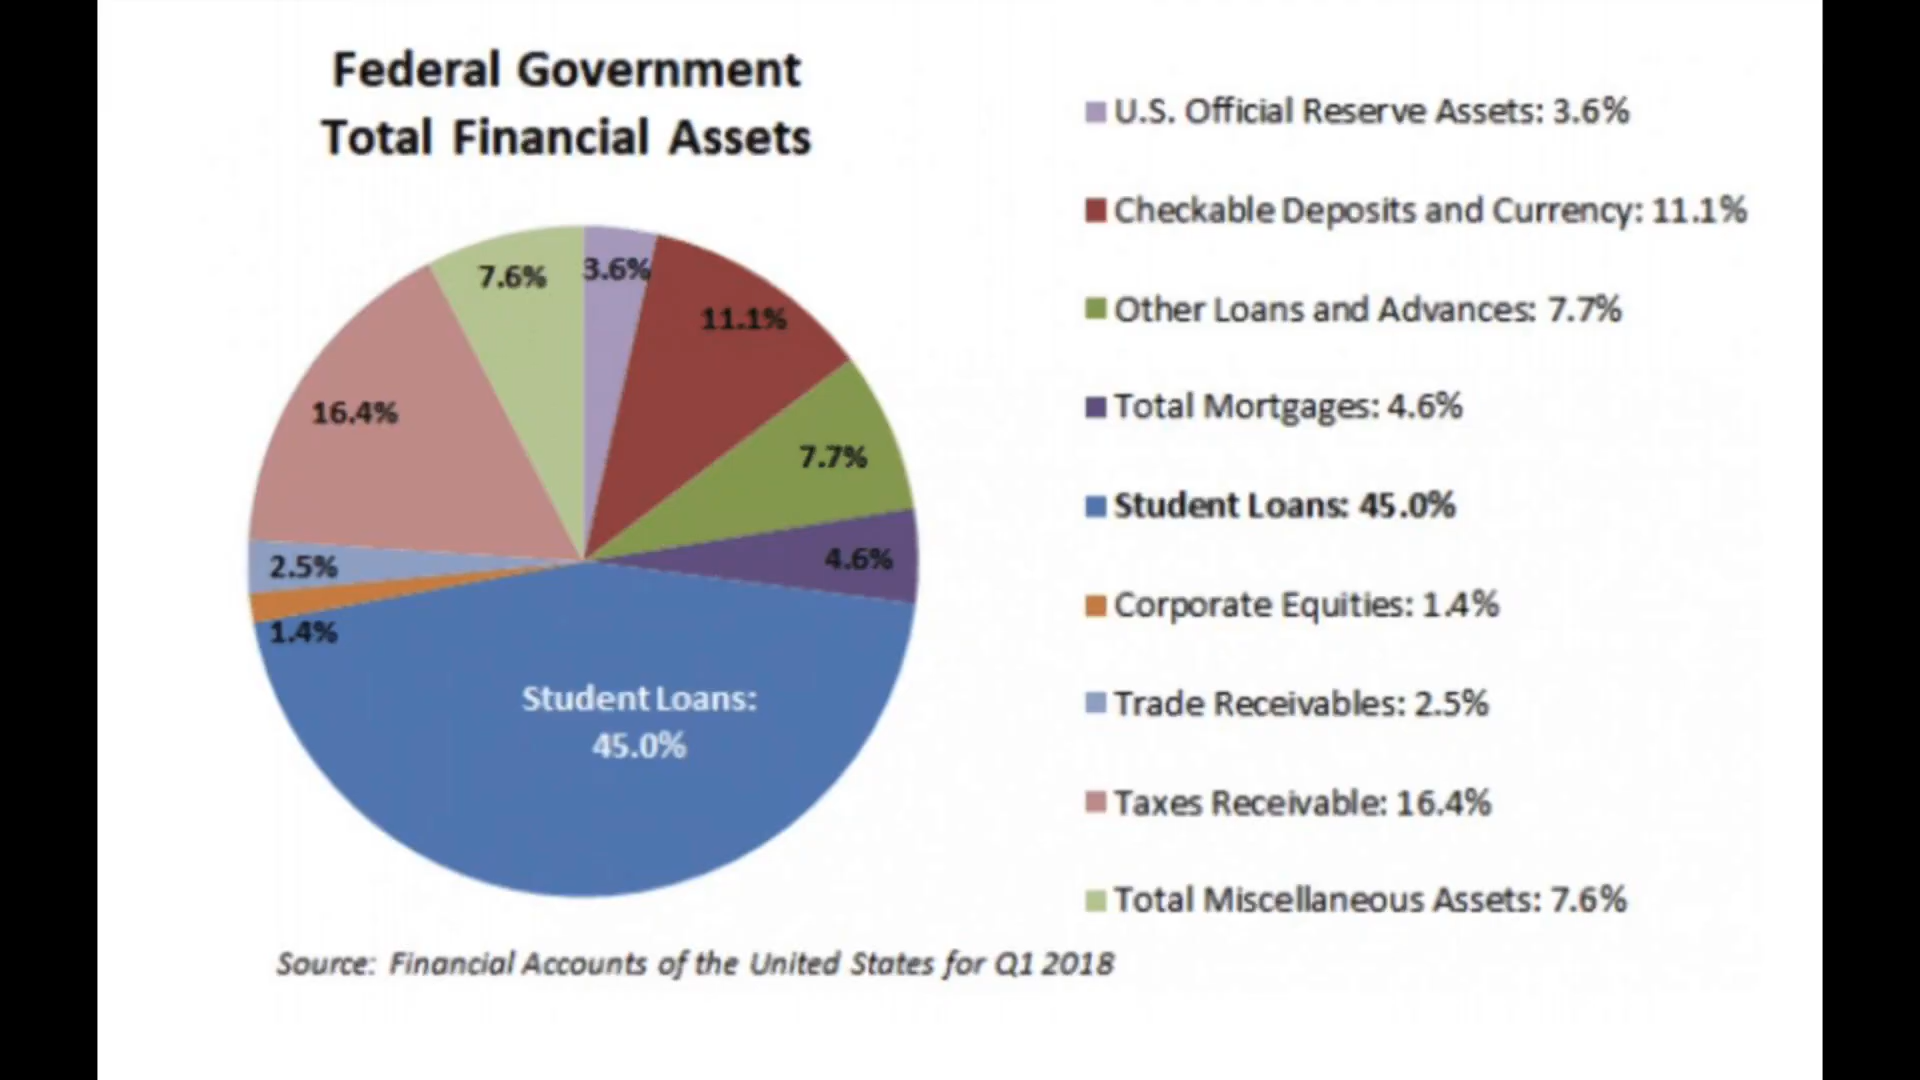 Federal Government
Total Financial Assets
U.S. Official Reserve Assets: 3.6%
Checkable Deposits and Currency: 11.1%
Other Loans and Advances: 7.7%
Total Mortgages: 4.6%
Student Loans: 45.0%
Corporate Equities: 1.4%
Trade Receivables: 2.5%
Taxes Receivable: 16.4%
Total Miscellaneous Assets: 7.6%
7.6%
3.6%
11.1%
16.4%
7.7%
2.5%
4.6%
1.4%
Student Loans:
45.0%
Source: Financial Accounts of the United States for Q1 2018